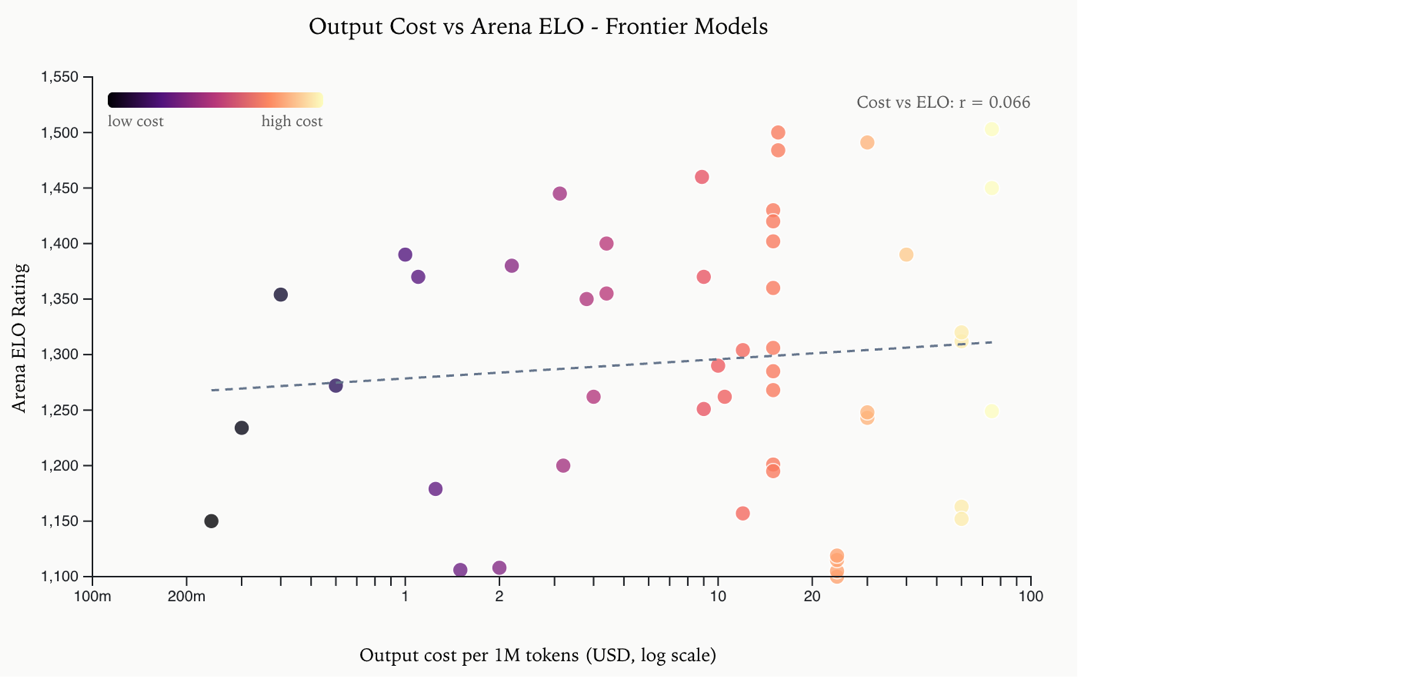 Output Cost vs Arena ELO - Frontier Models
1,550
low cost
high cost
Cost vs ELO: r = 0.066
1,500
1,450
1,400
1,350
1,300
1,250
1,200
1,150
1,100
Arena ELO Rating
100m
200m
1
2
10
20
100
Output cost per 1M tokens (USD, log scale)